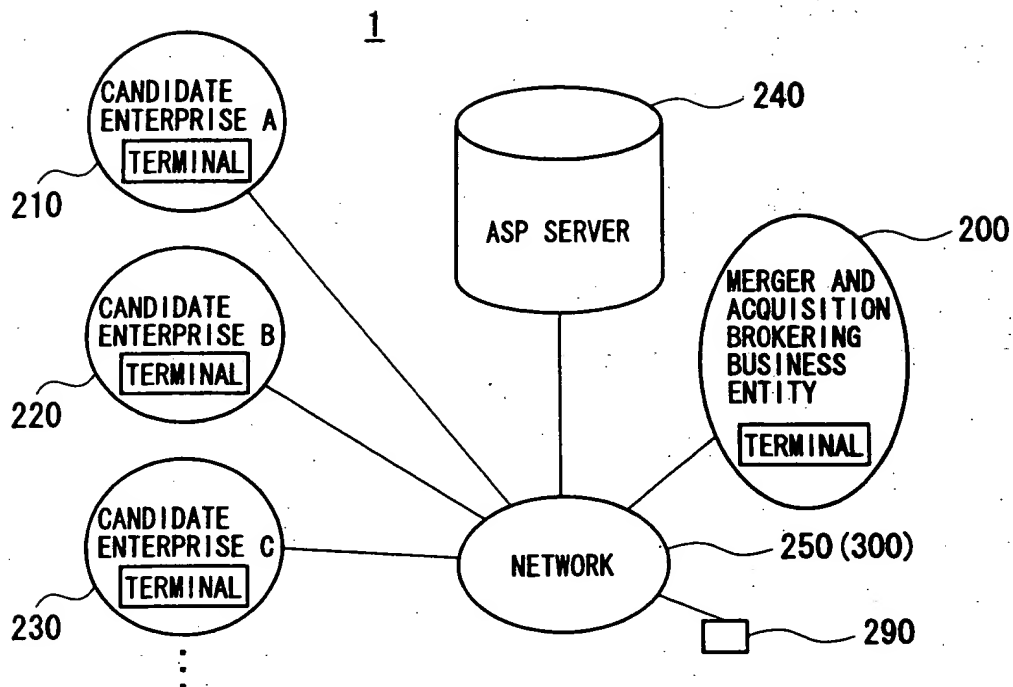 1
CANDIDATE
ENTERPRISE A
TERMINAL
210
CANDIDATE
ENTERPRISE B
TERMINAL
220
CANDIDATE
ENTERPRISE C
TERMINAL
230
240
ASP SERVER
200
MERGER AND
ACQUISITION
BROKERING
BUSINESS
ENTITY
TERMINAL
NETWORK
250(300)
290